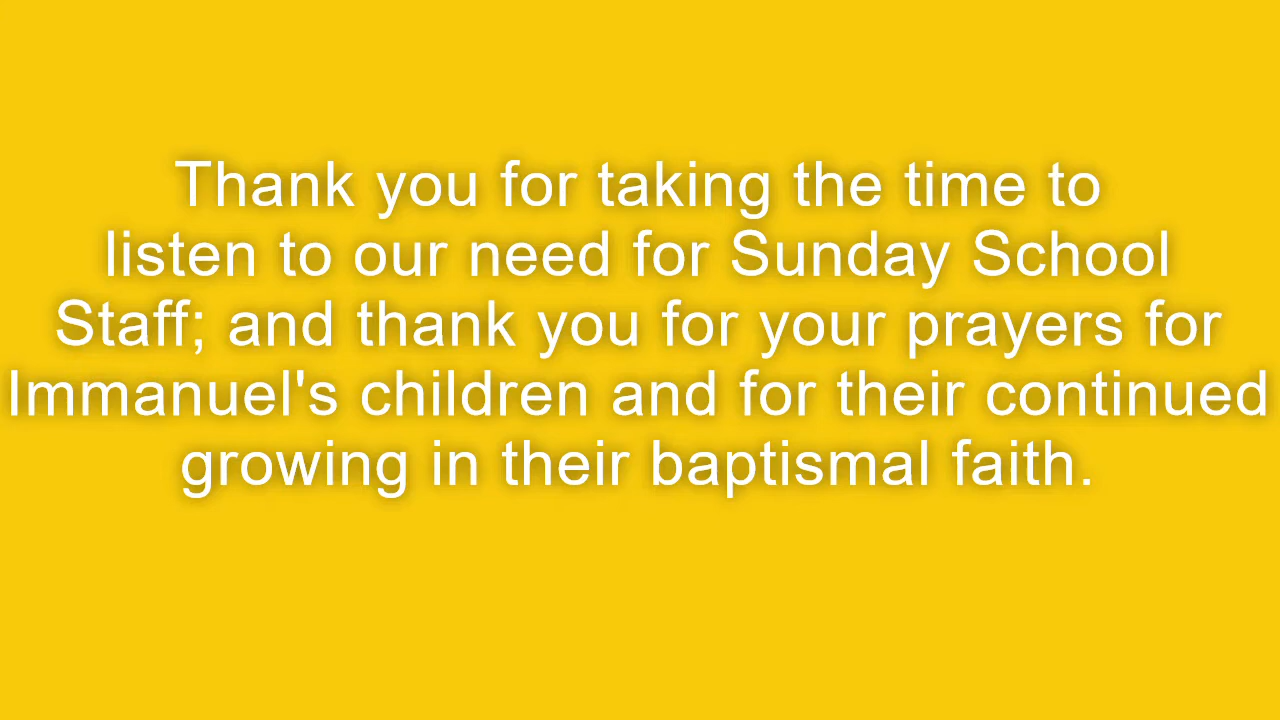 Thank you for taking the time to
listen to our need for Sunday School
Staff; and thank you for your prayers for
Immanuel's children and for their continued
growing in their baptismal faith.